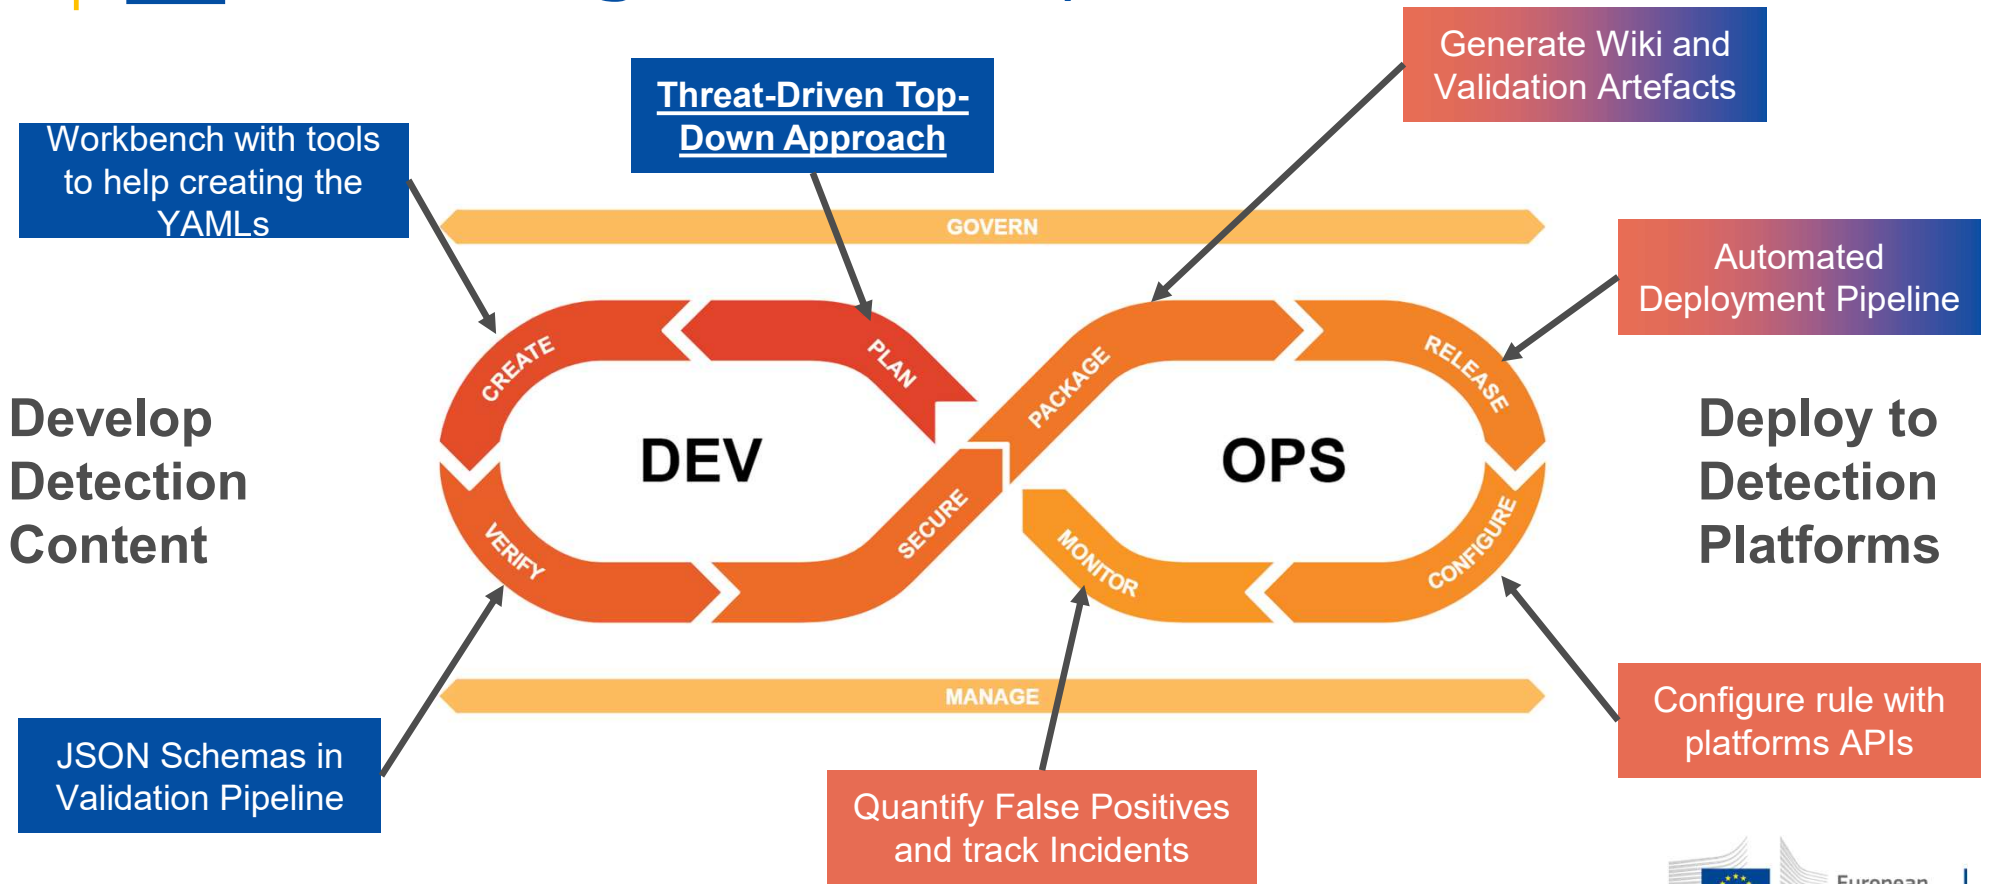 Generate Wiki and
Validation Artefacts
Threat-Driven Top-
Down Approach
Workbench with tools
to help creating the
YAMLs
GOVERN
Automated
Deployment Pipeline
CREATE
PLAN
PACKAGE
RELEASE
Develop
Detection
Content
DEV
OPS
Deploy to
Detection
Platforms
VERIFY
SECURE
MONITOR
CONFIGURE
MANAGE
JSON Schemas in
Validation Pipeline
Quantify False Positives
and track Incidents
Configure rule with
platforms APIs
European